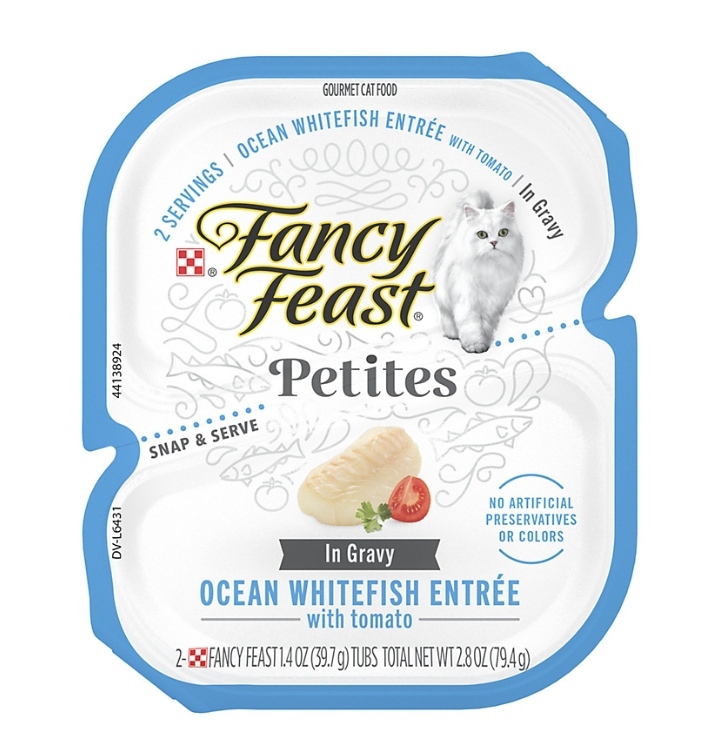 GOURMET CAT FOOD
2 SERVINGS | OCEAN WHITEFISH ENTRÉE WITH TOMATO | In Gravy
Fancy
Feast®
®
Petites
44138924
SNAP & SERVE
DV-L6431
NO ARTIFICIAL
PRESERVATIVES
OR COLORS
In Gravy
OCEAN WHITEFISH ENTRÉE
with tomato
2- FANCY FEAST 1.4 OZ (39.7 g) TUBS TOTAL NET WT 2.8 OZ (79.4 g)